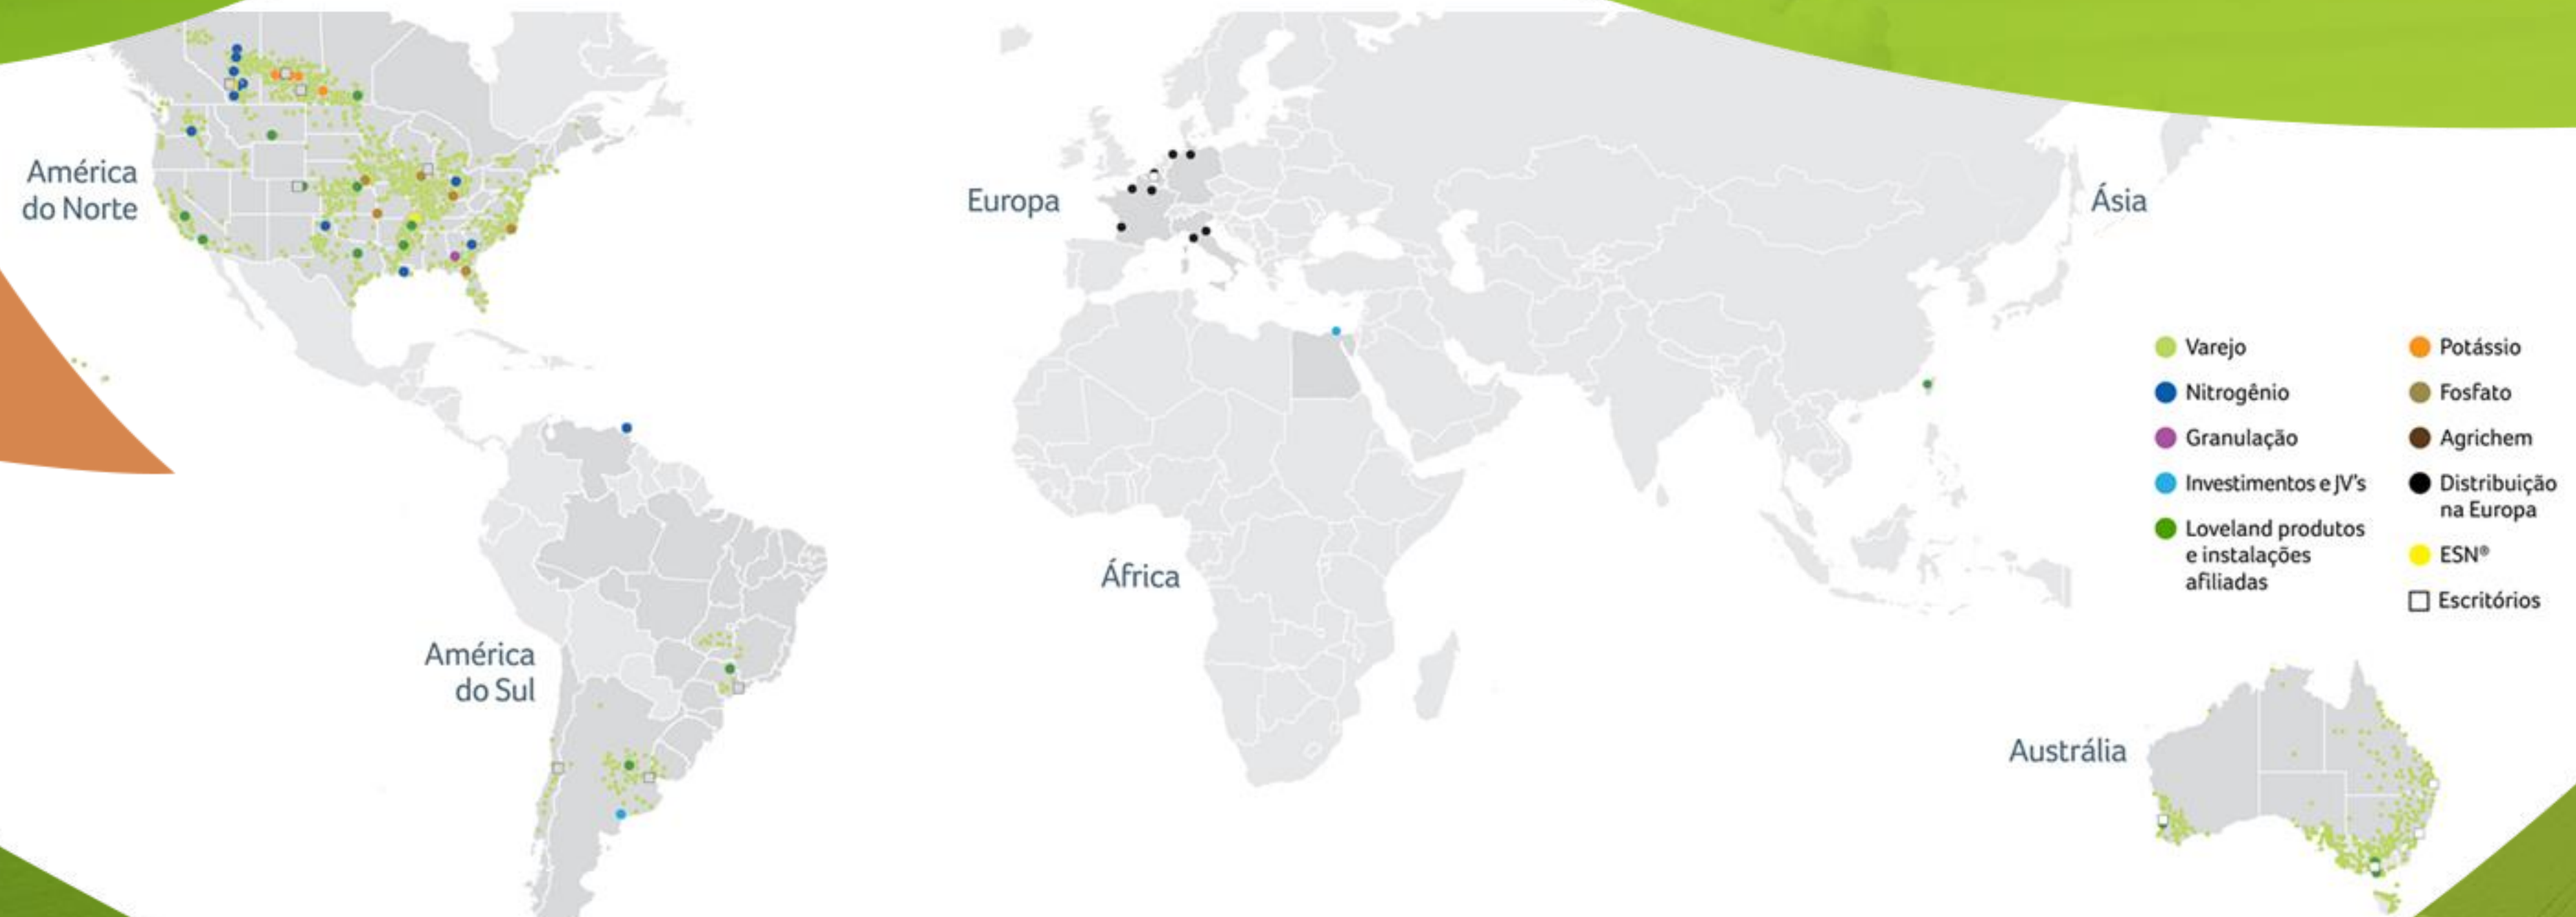 América
do Norte
Europa
Ásia
África
América
do Sul
Austrália
Varejo
Nitrogênio
Granulação
Investimentos e JV's
Loveland produtos
e instalações
afiliadas
Potássio
Fosfato
Agrichem
Distribuição
na Europa
ESN®
Escritórios